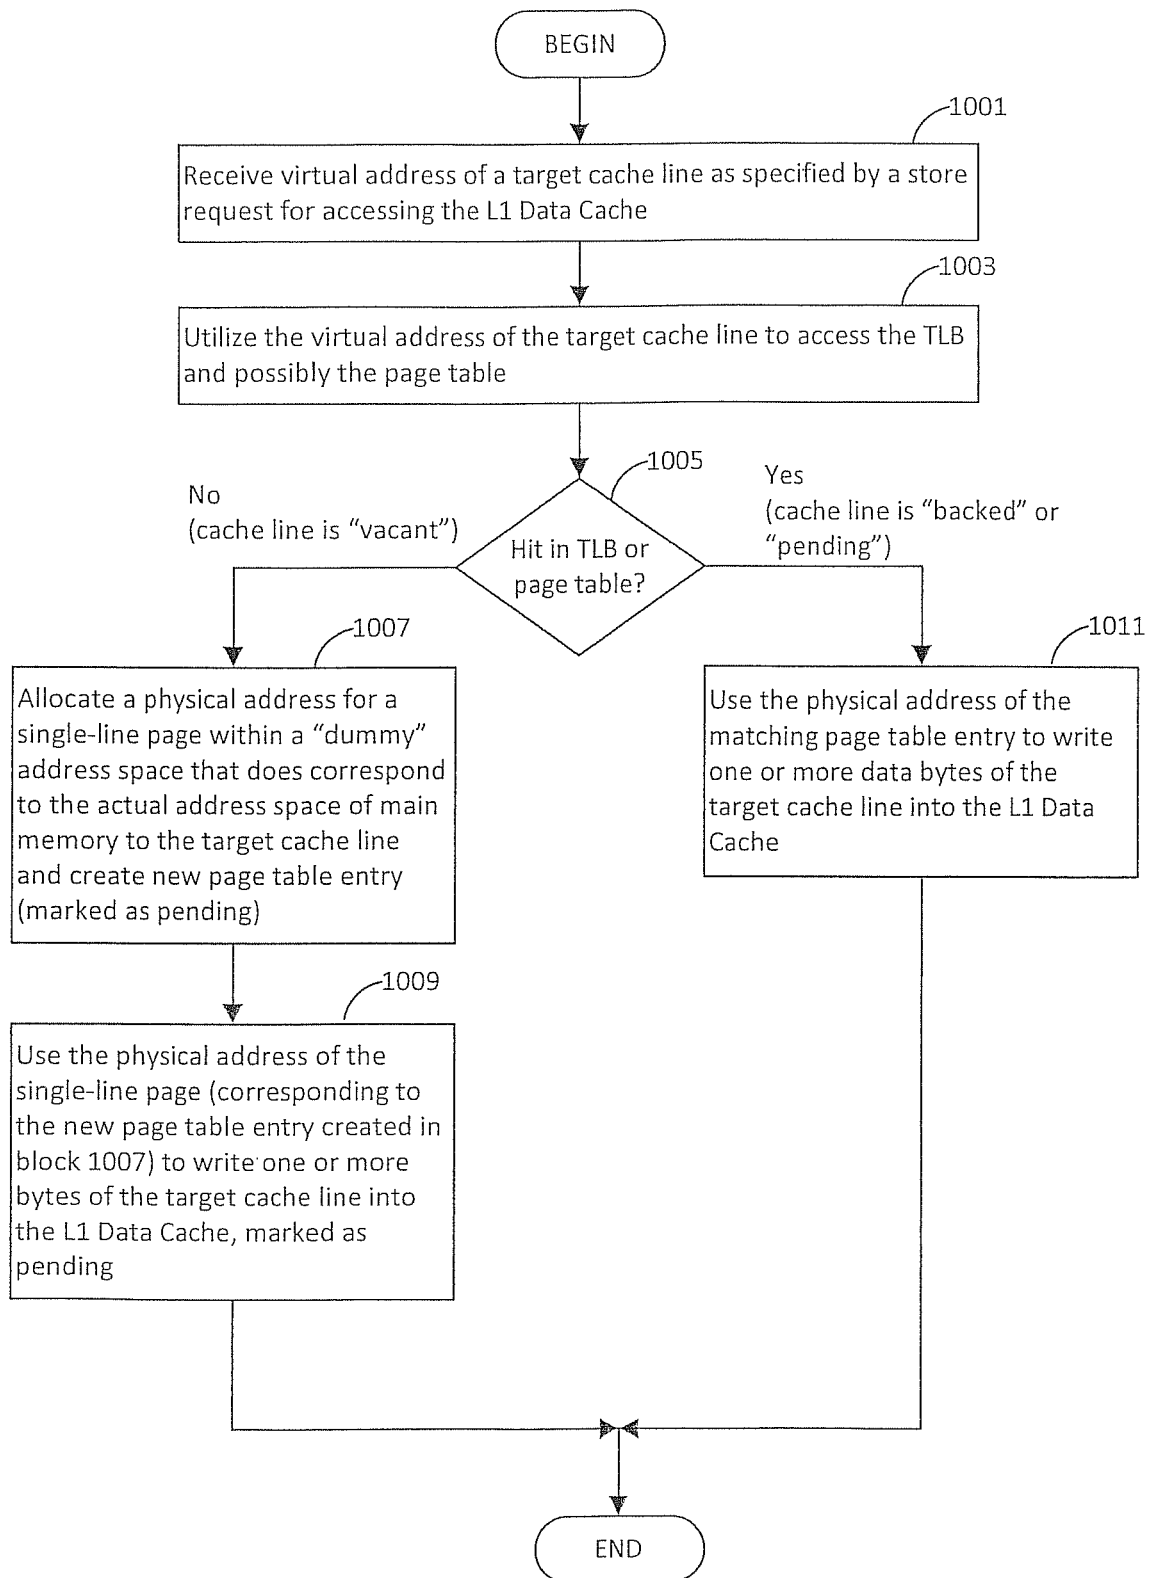 BEGIN
1001
Receive virtual address of a target cache line as specified by a store
request for accessing the L1 Data Cache
1003
Utilize the virtual address of the target cache line to access the TLB
and possibly the page table
1005
No
(cache line is “vacant”)
Yes
(cache line is “backed” or
“pending”)
Hit in TLB or
page table?
1007
Allocate a physical address for a
single-line page within a “dummy”
address space that does correspond
to the actual address space of main
memory to the target cache line
and create new page table entry
(marked as pending)
1011
Use the physical address of the
matching page table entry to write
one or more data bytes of the
target cache line into the L1 Data
Cache
1009
Use the physical address of the
single-line page (corresponding to
the new page table entry created in
block 1007) to write one or more
bytes of the target cache line into
the L1 Data Cache, marked as
pending
END